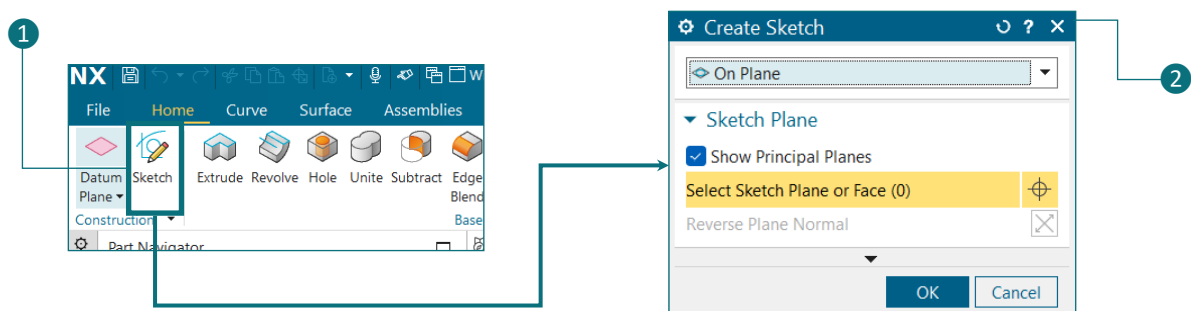 1
NX W
File Home Curve Surface Assemblies
Datum Plane Sketch Extrude Revolve Hole Unite Subtract Edge Blend
Construction Base
Part Navigator
Create Sketch ? X
On Plane
Sketch Plane
Show Principal Planes
Select Sketch Plane or Face (0)
Reverse Plane Normal
OK Cancel
2